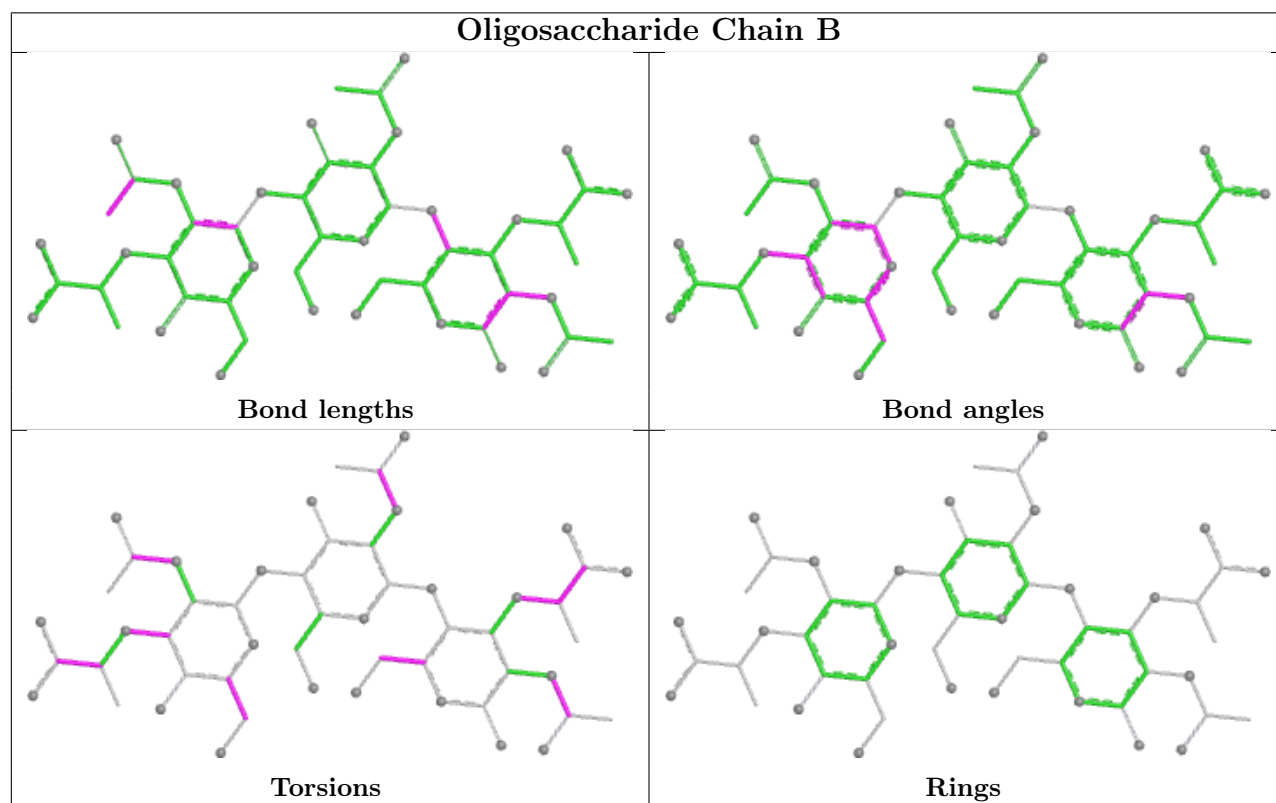 Oligosaccharide Chain B
Bond lengths
Bond angles
Torsions
Rings